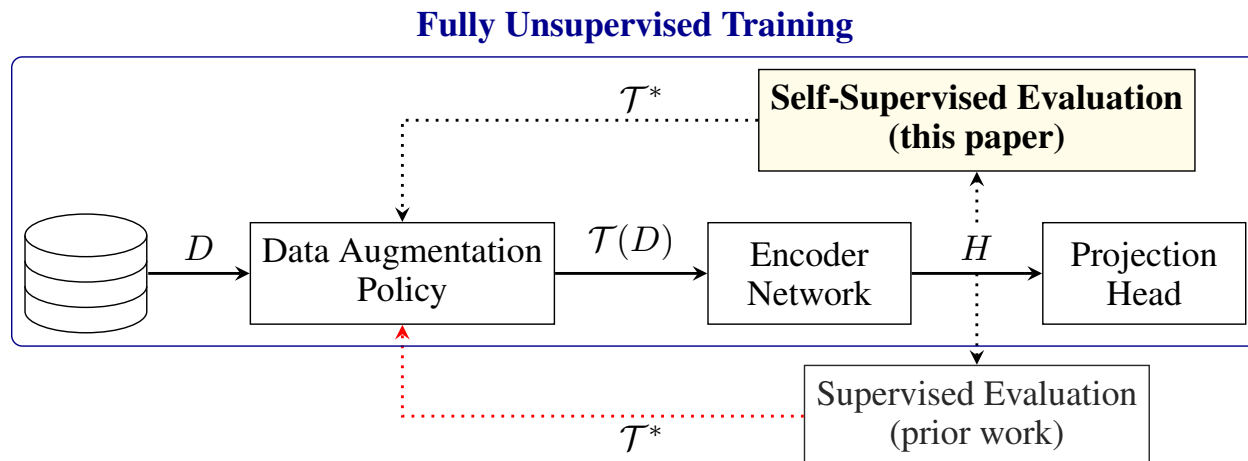 Fully Unsupervised Training
𝒯*
Self-Supervised Evaluation
(this paper)
D
Data Augmentation
Policy
𝒯(D)
Encoder
Network
H
Projection
Head
𝒯*
Supervised Evaluation
(prior work)